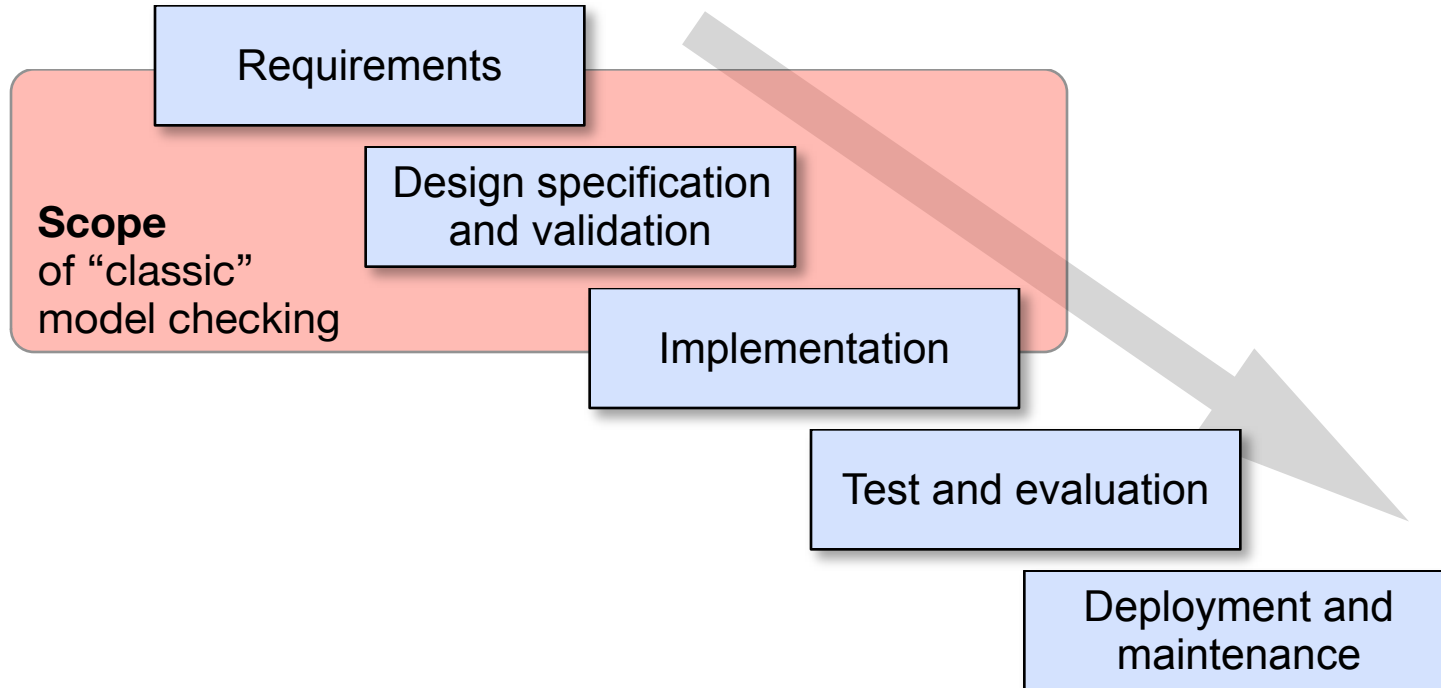 Requirements
Design specification
and validation
Scope
of “classic”
model checking
Implementation
Test and evaluation
Deployment and
maintenance